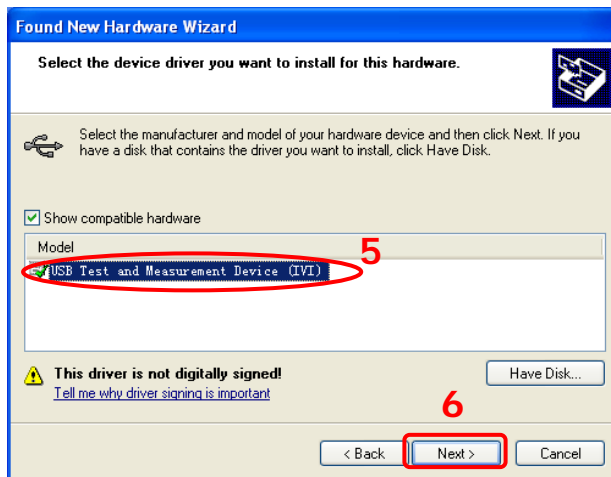 Found New Hardware Wizard
Select the device driver you want to install for this hardware.
Select the manufacturer and model of your hardware device and then click Next. If you
have a disk that contains the driver you want to install, click Have Disk.
Show compatible hardware
Model
USB Test and Measurement Device (IVI)
5
This driver is not digitally signed!
Have Disk...
Tell me why driver signing is important
6
< Back
Next >
Cancel